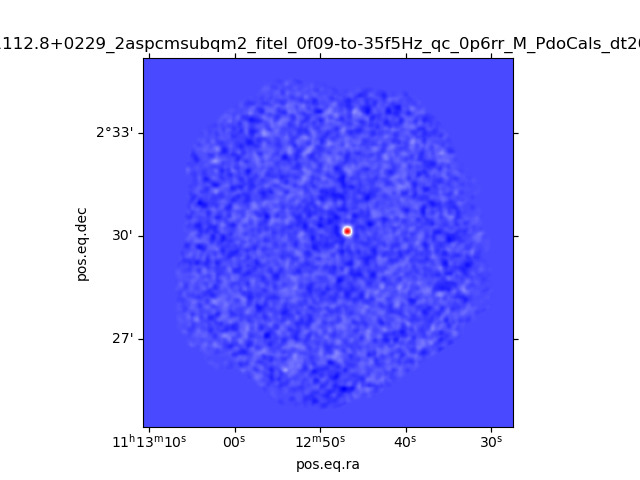 1112.8+0229_2aspcmsubqm2_fitel_0f09-to-35f5Hz_qc_0p6rr_M_PdoCals_dt20
2°33'
30'
27'
pos.eq.dec
11h13m10s 00s 12m50s 40s 30s
pos.eq.ra